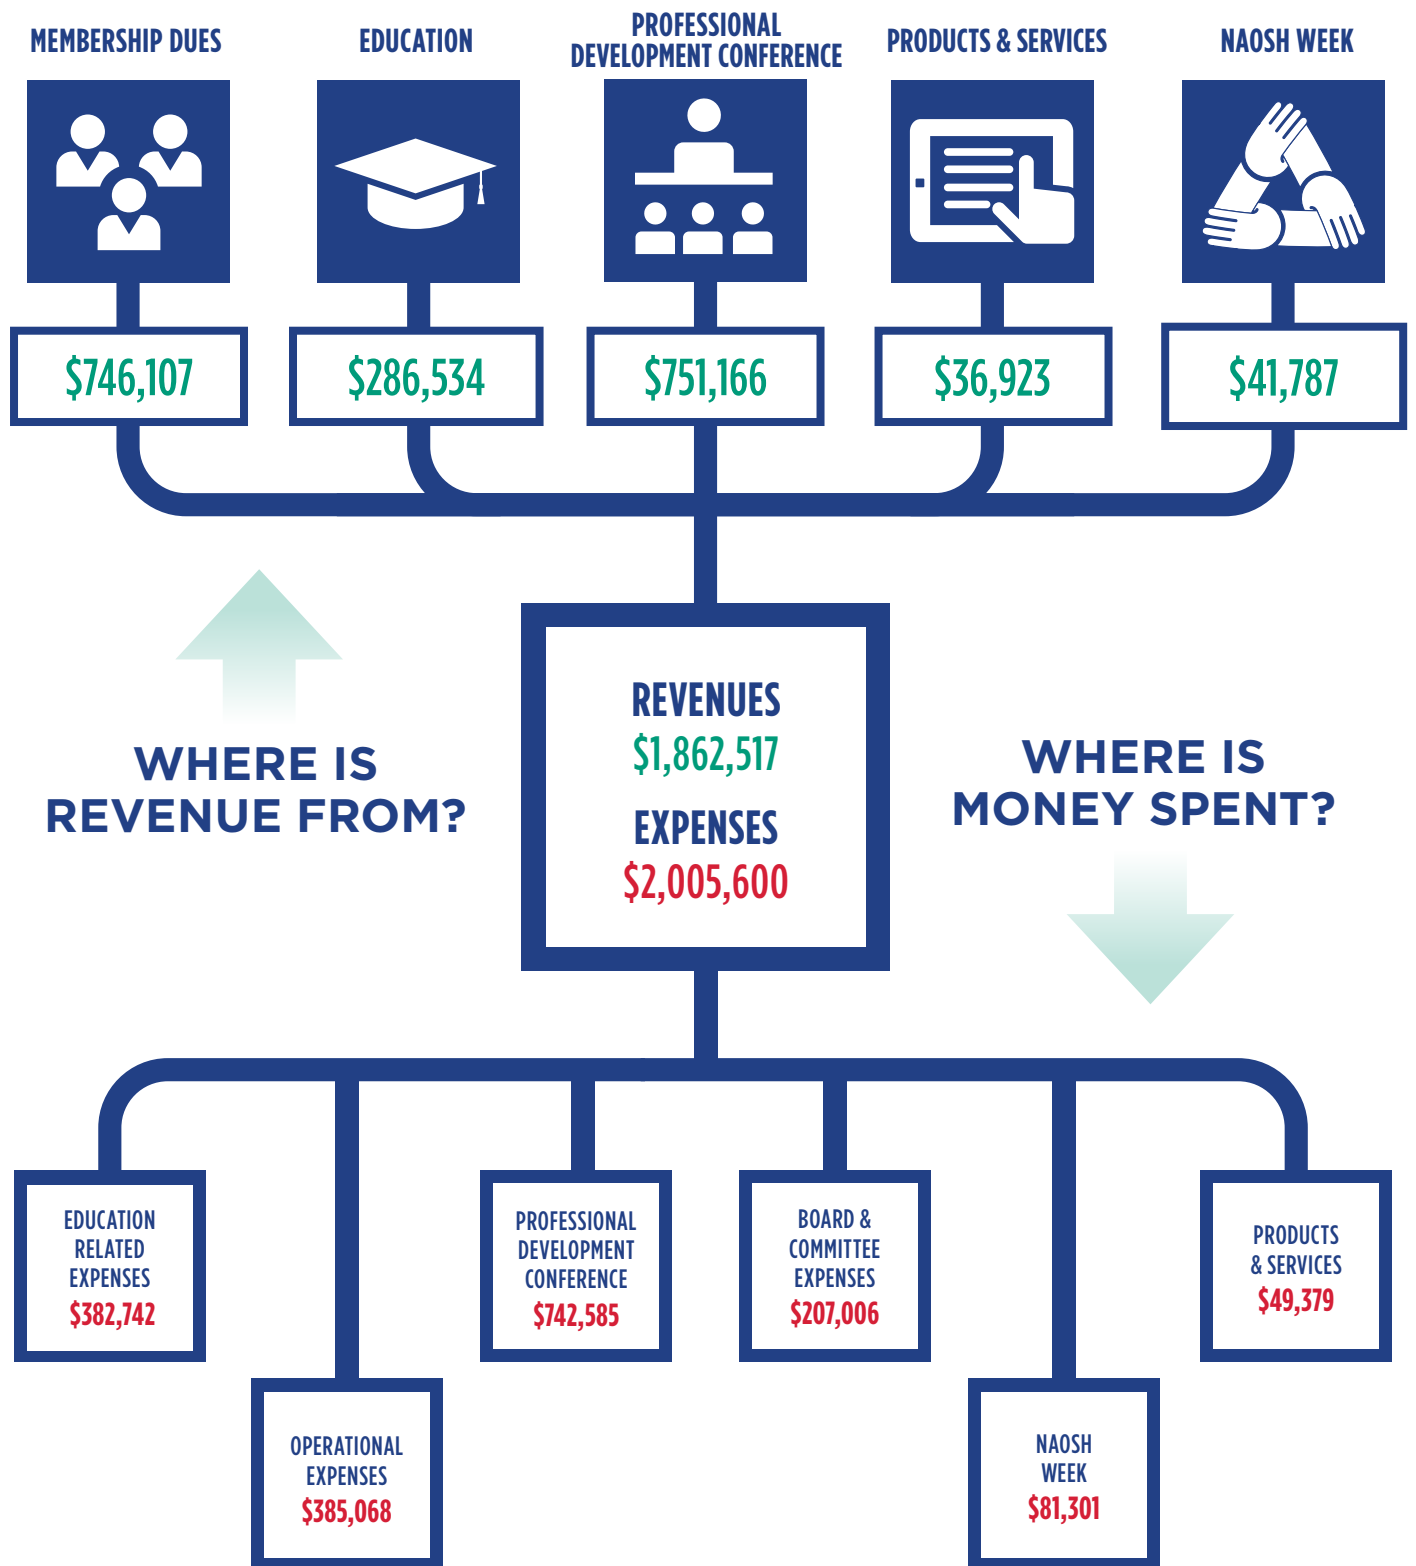 MEMBERSHIP DUES
EDUCATION
PROFESSIONAL
DEVELOPMENT CONFERENCE
PRODUCTS & SERVICES
NAOSH WEEK
$746,107
$286,534
$751,166
$36,923
$41,787
WHERE IS
REVENUE FROM?
REVENUES
$1,862,517
EXPENSES
$2,005,600
WHERE IS
MONEY SPENT?
EDUCATION
RELATED
EXPENSES
$382,742
OPERATIONAL
EXPENSES
$385,068
PROFESSIONAL
DEVELOPMENT
CONFERENCE
$742,585
BOARD &
COMMITTEE
EXPENSES
$207,006
NAOSH
WEEK
$81,301
PRODUCTS
& SERVICES
$49,379